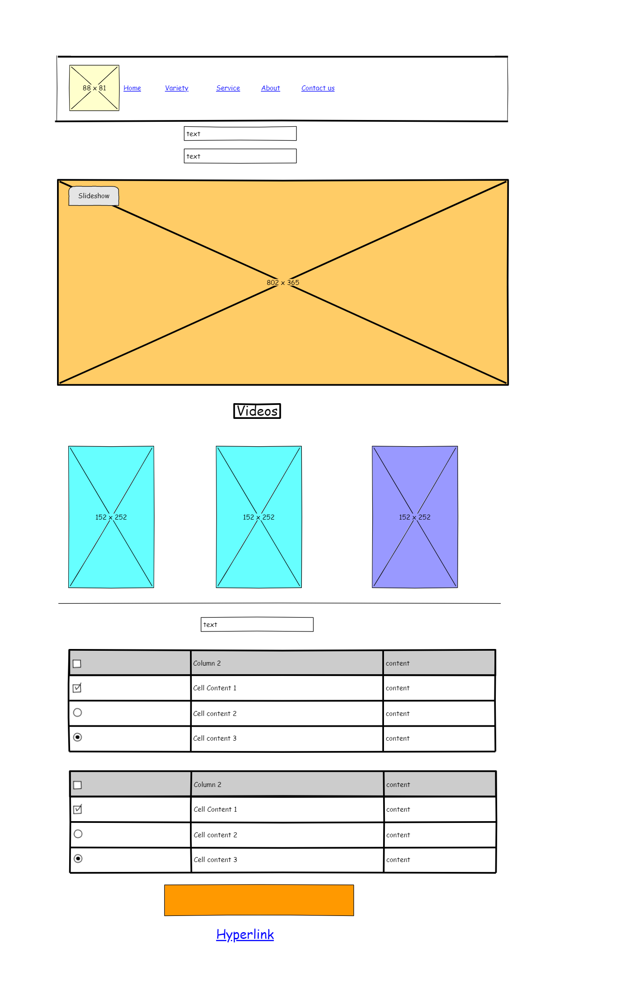 88 x 81 Home Variety Service About Contact us
text
text
Slideshow
802 x 365
Videos
152 x 252 152 x 252 152 x 252
text
Column 2 content
Cell Content 1 content
Cell content 2 content
Cell content 3 content
Column 2 content
Cell Content 1 content
Cell content 2 content
Cell content 3 content
Hyperlink